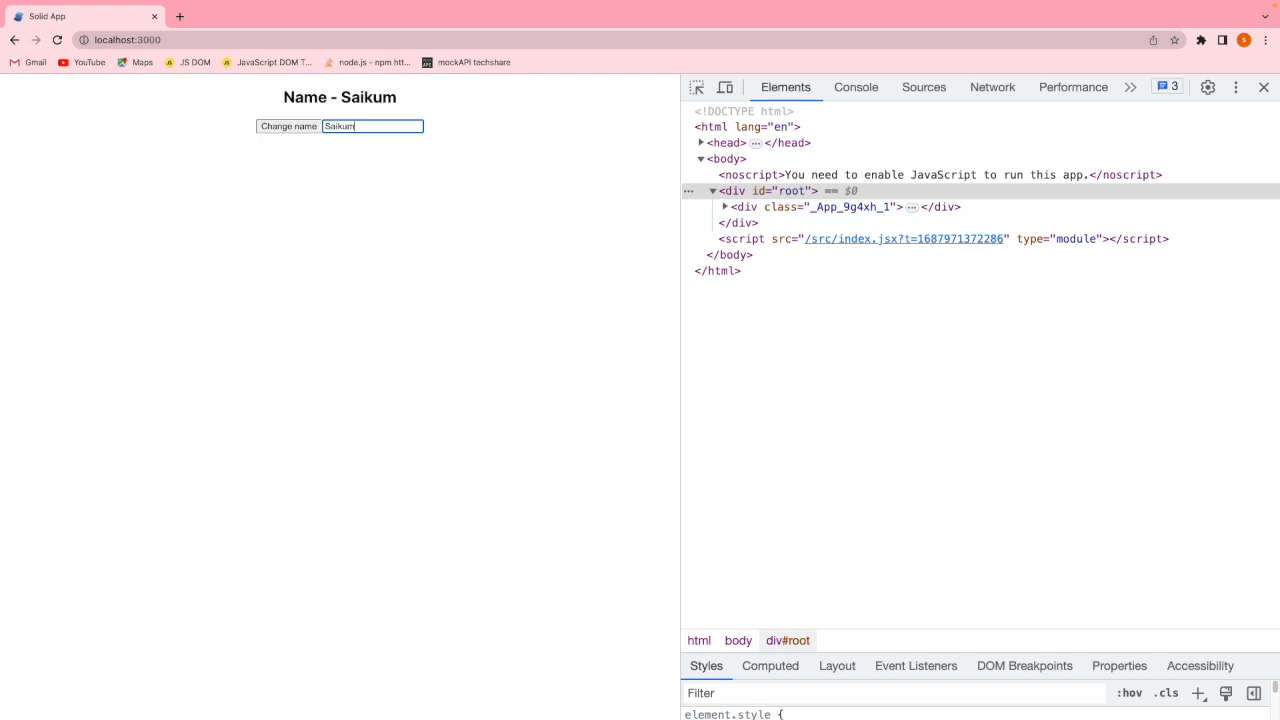 Solid App
localhost:3000
S
Gmail YouTube Maps JS DOM JavaScript DOM T... node.js - npm htt... API mockAPI techshare
Name - Saikum
Change name Saikum
Elements Console Sources Network Performance 3
<!DOCTYPE html>
<html lang="en">
<head> ··· </head>
<body>
<noscript>You need to enable JavaScript to run this app.</noscript>
··· <div id="root"> == $0
<div class="_App_9g4xh_1"> ··· </div>
</div>
<script src="/src/index.jsx?t=1687971372286" type="module"></script>
</body>
</html>
html body div#root
Styles Computed Layout Event Listeners DOM Breakpoints Properties Accessibility
Filter :hov .cls
element.style {